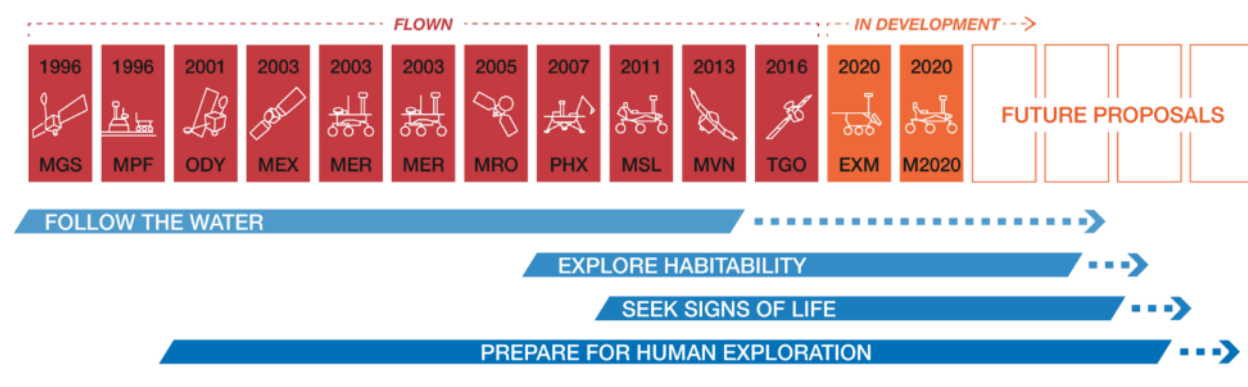 FLOWN
IN DEVELOPMENT
1996 1996 2001 2003 2003 2003 2005 2007 2011 2013 2016 2020 2020
FUTURE PROPOSALS
MGS MPF ODY MEX MER MER MRO PHX MSL MVN TGO EXM M2020
FOLLOW THE WATER
EXPLORE HABITABILITY
SEEK SIGNS OF LIFE
PREPARE FOR HUMAN EXPLORATION